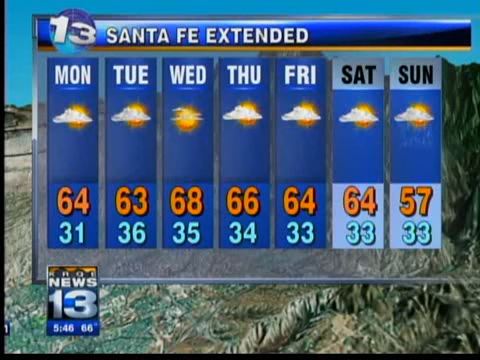 13 SANTA FE EXTENDED
MON TUE WED THU FRI SAT SUN
64 63 68 66 64 64 57
31 36 35 34 33 33 33
KRQE
NEWS
13
5:46 66°